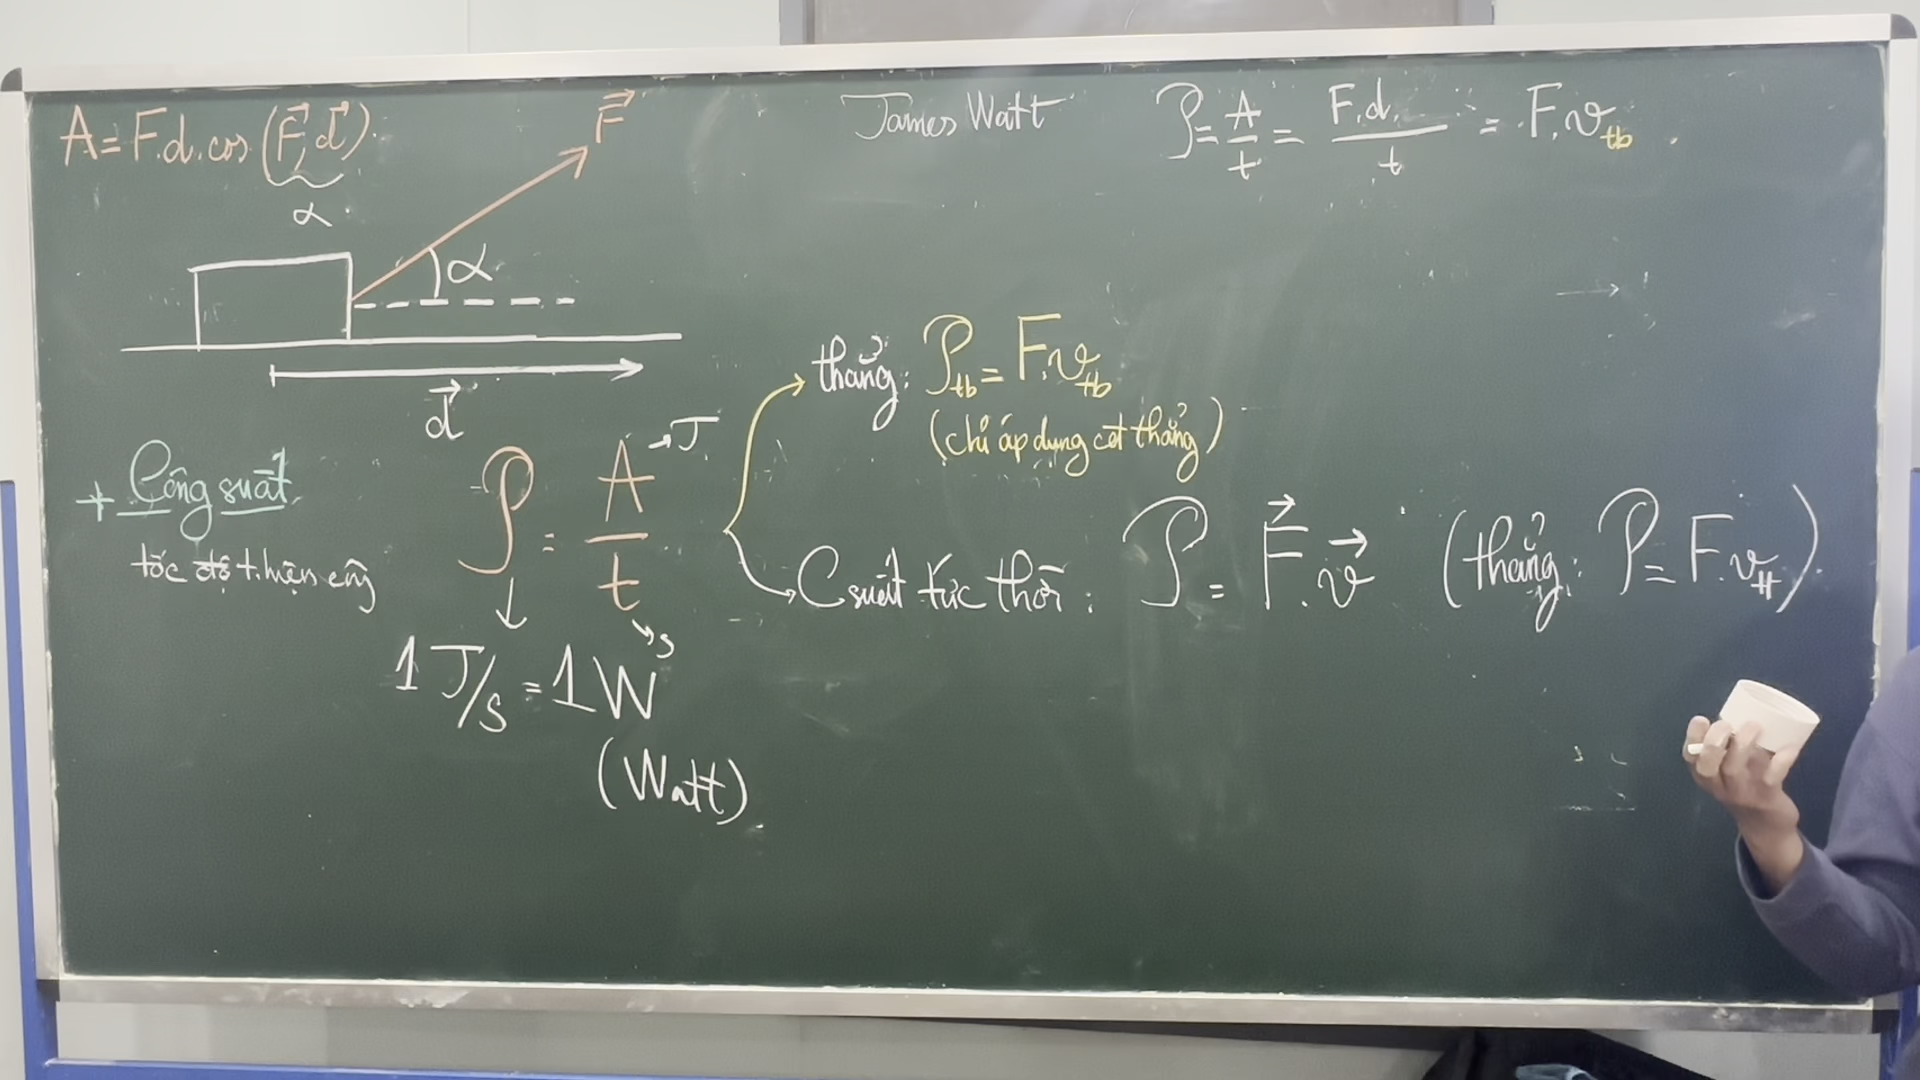 A = F.d.cos(F⃗, d⃗)
α
F⃗
α
d⃗
James Watt
P = A/t = F.d./t = F.v_tb
+ Công suất
tốc độ t.hiện công
P = A/t
→ J
↘ s
1 J/s = 1 W
(Watt)
thẳng: P_tb = F.v_tb
(chỉ áp dụng cđ thẳng)
C suất tức thời: P = F⃗.v⃗ (thẳng: P = F.v_tt)